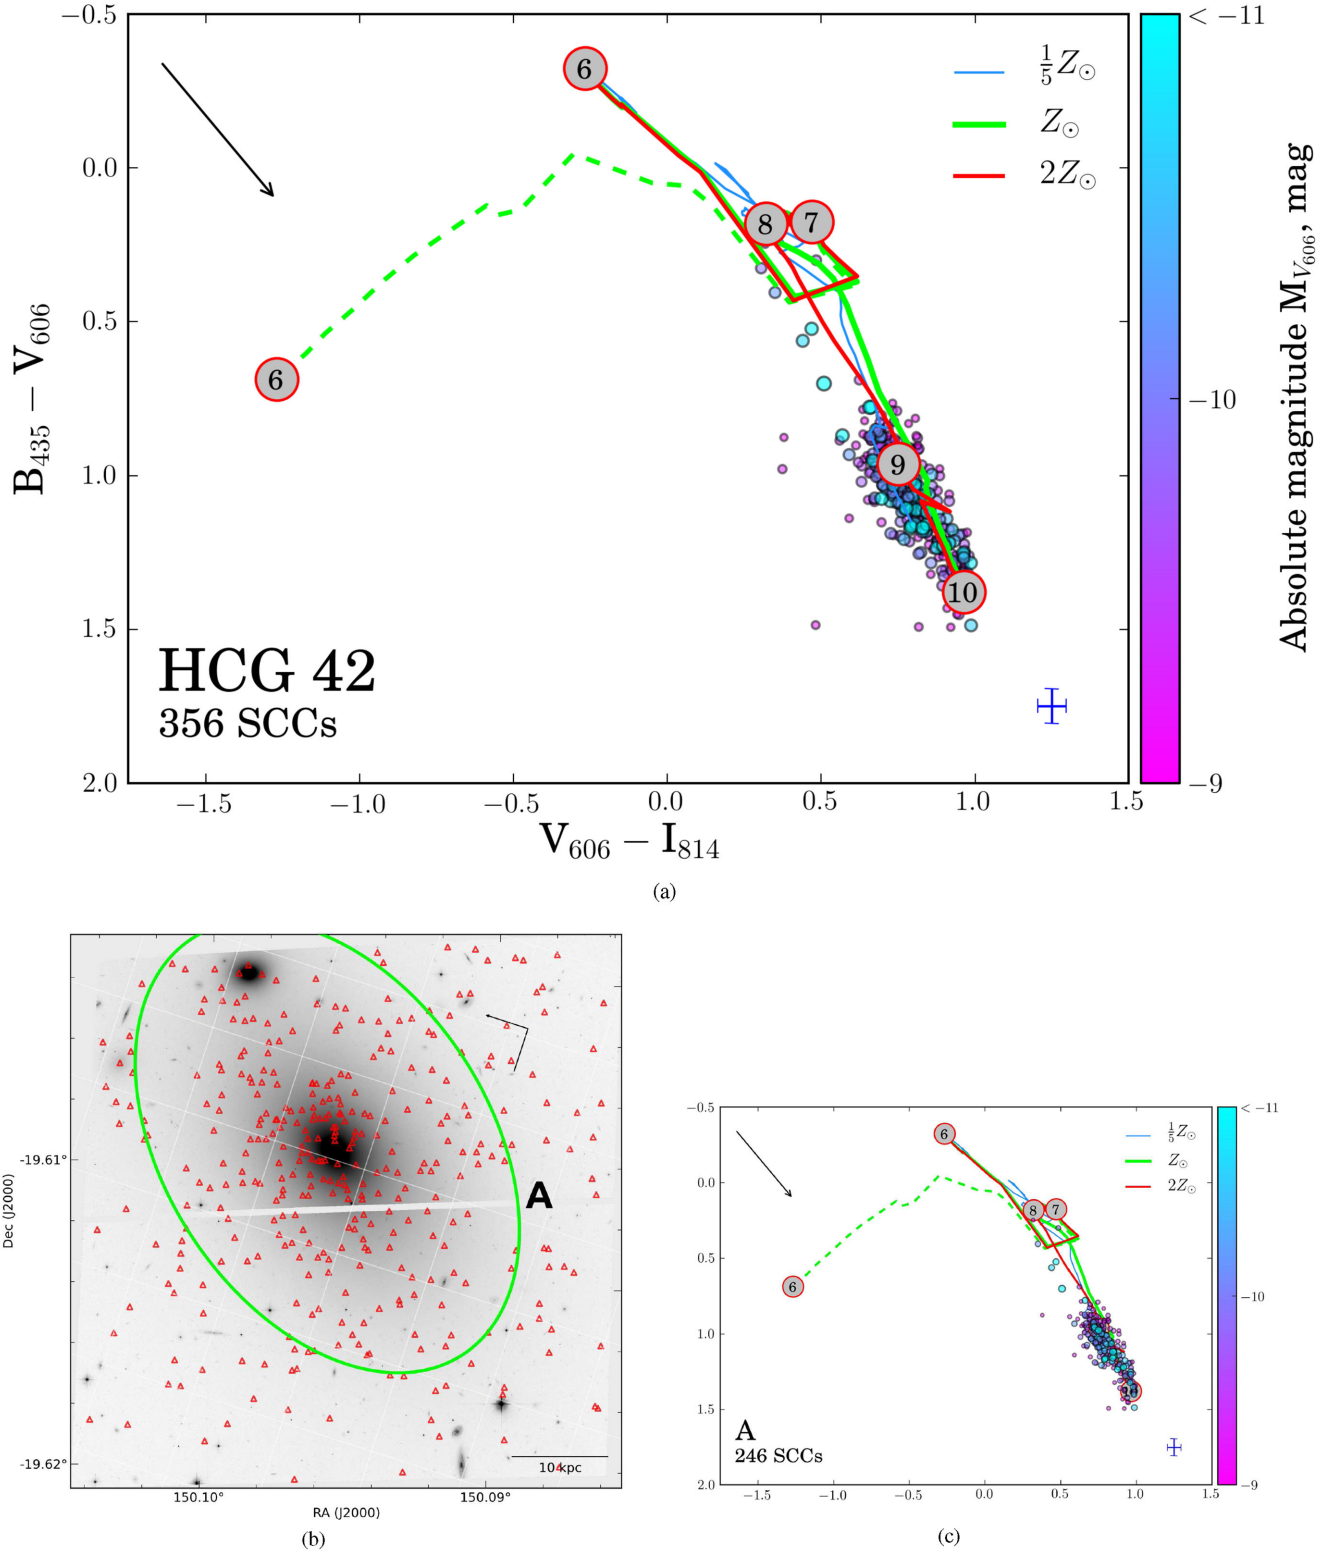 −0.5
0.0
0.5
1.0
1.5
2.0
B₄₃₅ − V₆₀₆
−1.5
−1.0
−0.5
0.0
0.5
1.0
1.5
V₆₀₆ − I₈₁₄
6
6
8
7
9
10
1/5 Z⊙
Z⊙
2Z⊙
HCG 42
356 SCCs
< −11
−10
−9
Absolute magnitude M_V₆₀₆, mag
(a)
A
10 kpc
-19.61°
-19.62°
Dec (J2000)
150.10°
150.09°
RA (J2000)
(b)
−0.5
0.0
0.5
1.0
1.5
2.0
−1.5
−1.0
−0.5
0.0
0.5
1.0
1.5
6
6
8
7
10
1/5 Z⊙
Z⊙
2Z⊙
A
246 SCCs
< −11
−10
−9
(c)